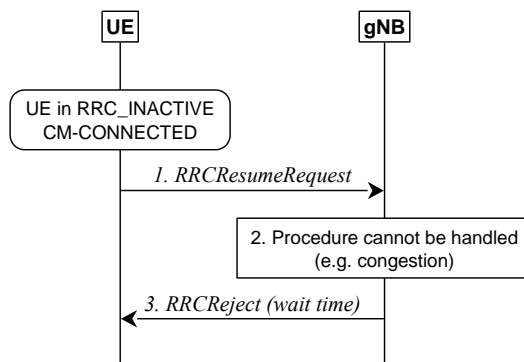 UE
gNB
UE in RRC_INACTIVE
CM-CONNECTED
1. RRCResumeRequest
2. Procedure cannot be handled
(e.g. congestion)
3. RRCReject (wait time)